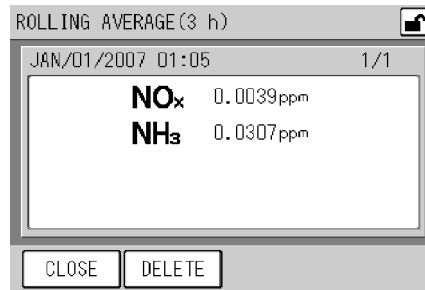 ROLLING AVERAGE(3 h)
JAN/01/2007 01:05 1/1
NOx 0.0039ppm
NH₃ 0.0307ppm
CLOSE DELETE